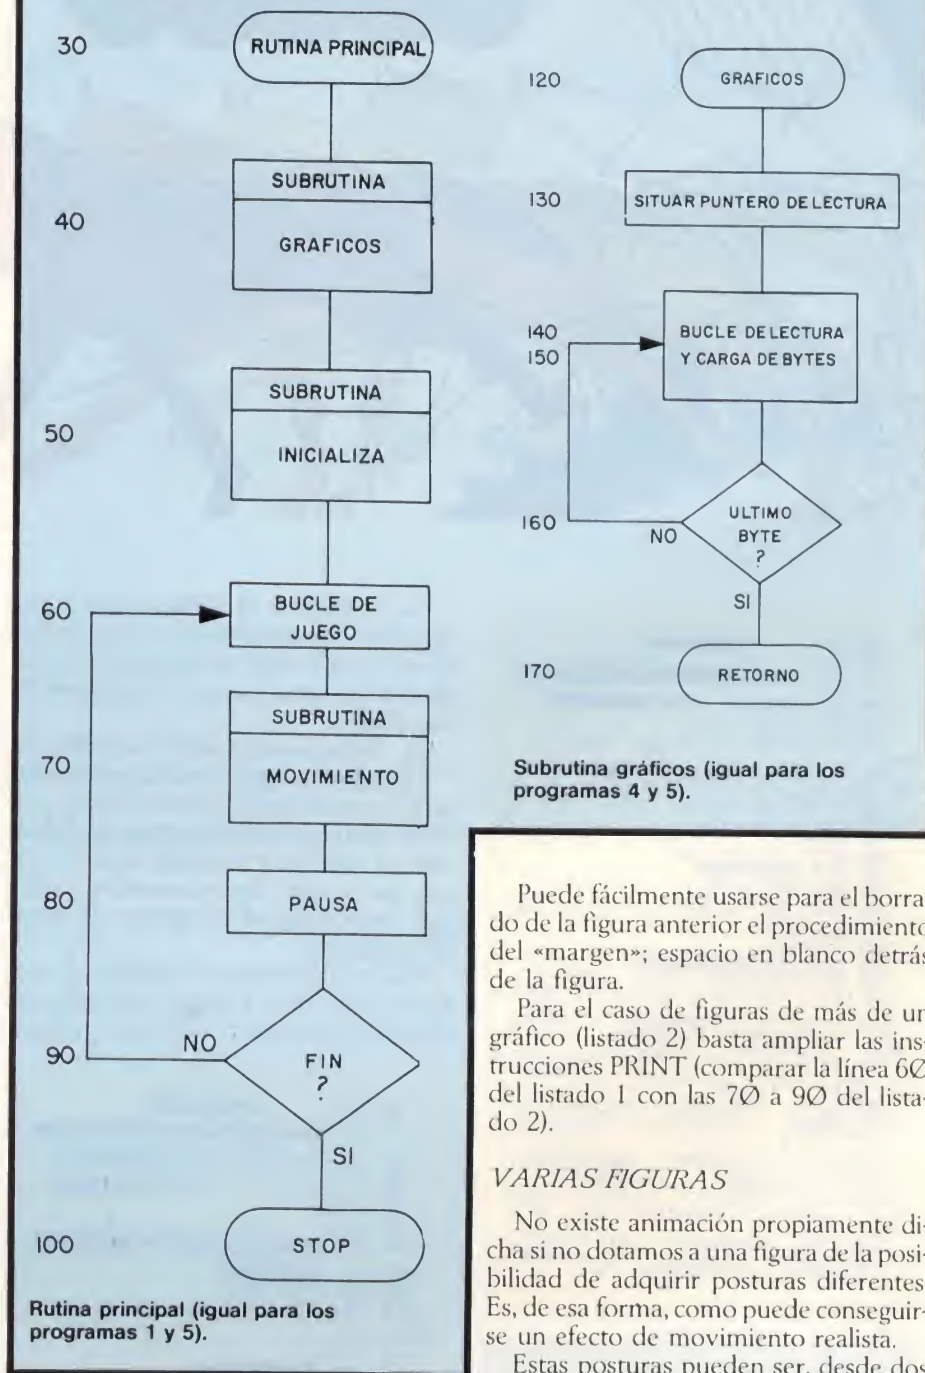 30
RUTINA PRINCIPAL
40
SUBRUTINA
GRAFICOS
50
SUBRUTINA
INICIALIZA
60
BUCLE DE
JUEGO
70
SUBRUTINA
MOVIMIENTO
80
PAUSA
90
NO
FIN
?
SI
100
STOP
Rutina principal (igual para los
programas 1 y 5).
120
GRAFICOS
130
SITUAR PUNTERO DE LECTURA
140
150
BUCLE DE LECTURA
Y CARGA DE BYTES
160
NO
ULTIMO
BYTE
?
SI
170
RETORNO
Subrutina gráficos (igual para los
programas 4 y 5).
Puede fácilmente usarse para el borra-
do de la figura anterior el procedimiento
del «margen»; espacio en blanco detrás
de la figura.
Para el caso de figuras de más de un
gráfico (listado 2) basta ampliar las ins-
trucciones PRINT (comparar la línea 6Ø
del listado 1 con las 7Ø a 9Ø del lista-
do 2).
VARIAS FIGURAS
No existe animación propiamente di-
cha si no dotamos a una figura de la posi-
bilidad de adquirir posturas diferentes
Es, de esa forma, como puede conseguir-
se un efecto de movimiento realista.
Estas posturas pueden ser, desde dos